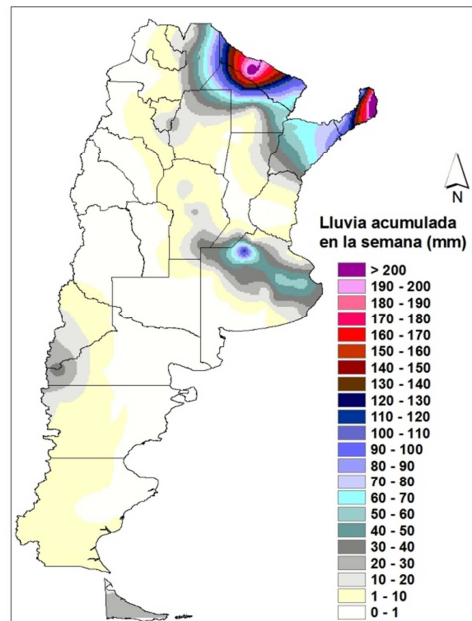 N
Lluvia acumulada
en la semana (mm)
> 200
190 - 200
180 - 190
170 - 180
160 - 170
150 - 160
140 - 150
130 - 140
120 - 130
110 - 120
100 - 110
90 - 100
80 - 90
70 - 80
60 - 70
50 - 60
40 - 50
30 - 40
20 - 30
10 - 20
1 - 10
0 - 1